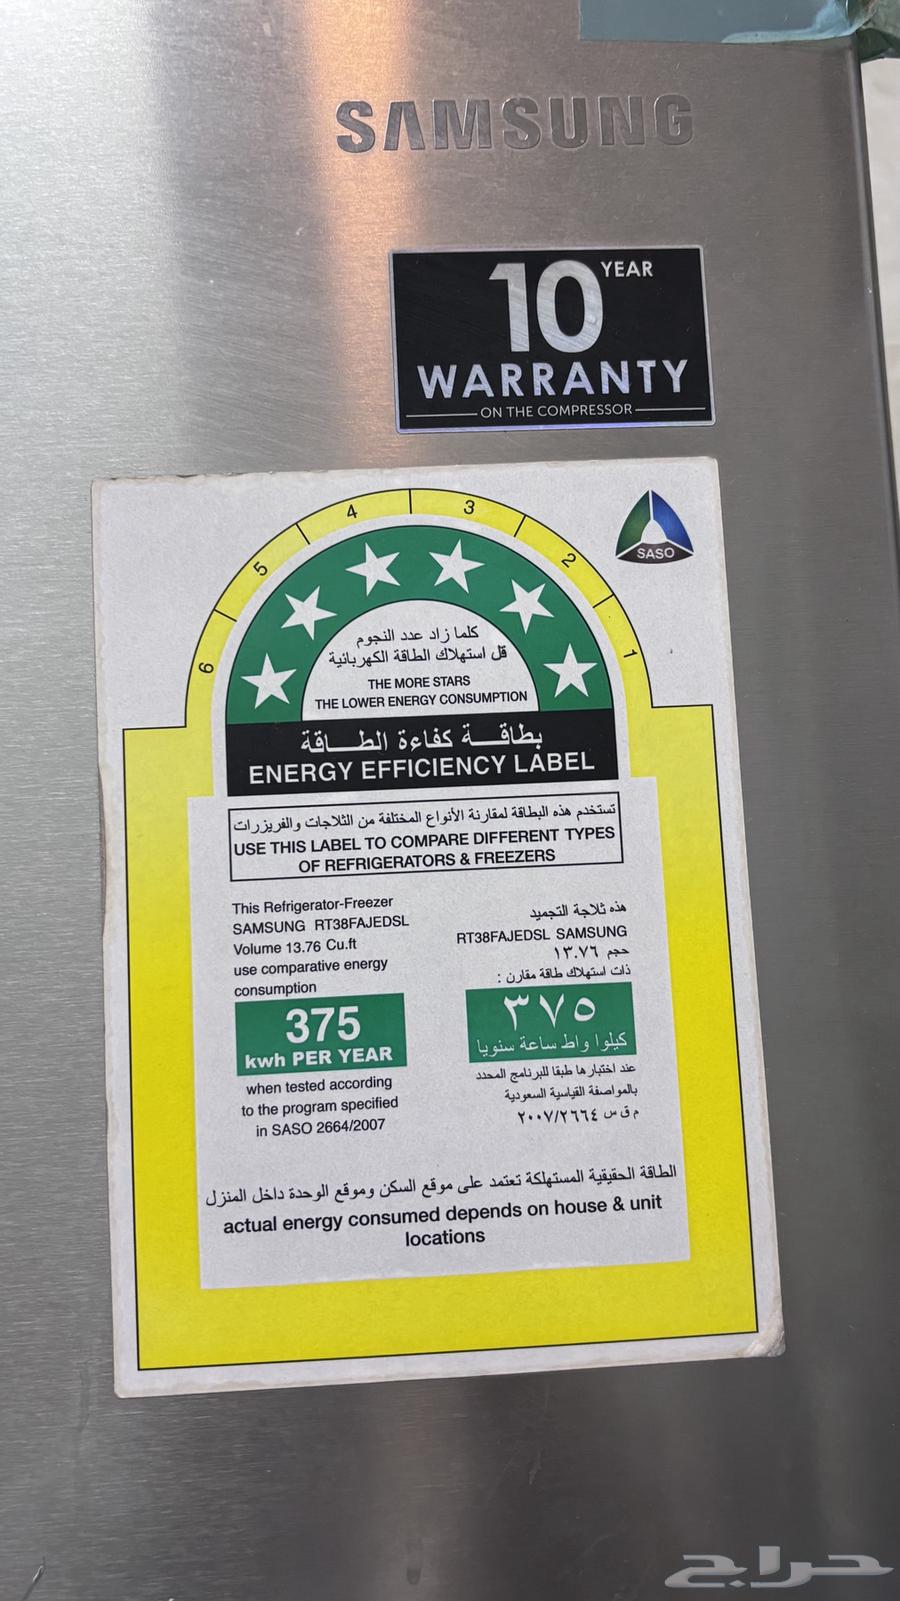 SAMSUNG
10 YEAR
WARRANTY
ON THE COMPRESSOR
SASO
6 5 4 3 2 1
كلما زاد عدد النجوم
قل استهلاك الطاقة الكهربائية
THE MORE STARS
THE LOWER ENERGY CONSUMPTION
بطاقـــة كفاءة الطـــاقة
ENERGY EFFICIENCY LABEL
تستخدم هذه البطاقة لمقارنة الأنواع المختلفة من الثلاجات والفريزرات
USE THIS LABEL TO COMPARE DIFFERENT TYPES
OF REFRIGERATORS & FREEZERS
This Refrigerator-Freezer
SAMSUNG RT38FAJEDSL
Volume 13.76 Cu.ft
use comparative energy
consumption
375
kwh PER YEAR
when tested according
to the program specified
in SASO 2664/2007
هذه ثلاجة التجميد
RT38FAJEDSL SAMSUNG
حجم ١٣.٧٦
ذات استهلاك طاقة مقارن :
٣٧٥
كيلوا واط ساعة سنويا
عند اختبارها طبقا للبرنامج المحدد
بالمواصفة القياسية السعودية
م ق س ٢٠٠٧/٢٦٦٤
الطاقة الحقيقية المستهلكة تعتمد على موقع السكن وموقع الوحدة داخل المنزل
actual energy consumed depends on house & unit
locations
حراج